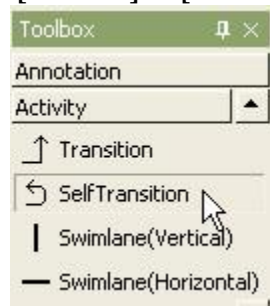 Toolbox
Annotation
Activity
Transition
SelfTransition
Swimlane(Vertical)
Swimlane(Horizontal)